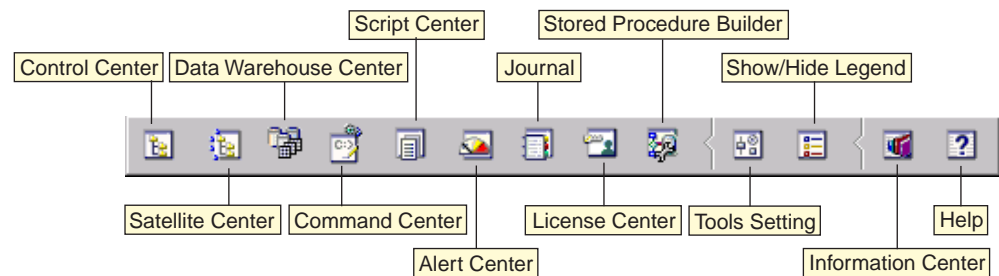 Script Center
Stored Procedure Builder
Control Center
Data Warehouse Center
Journal
Show/Hide Legend
C:>
?
Satellite Center
Command Center
License Center
Tools Setting
Help
Alert Center
Information Center